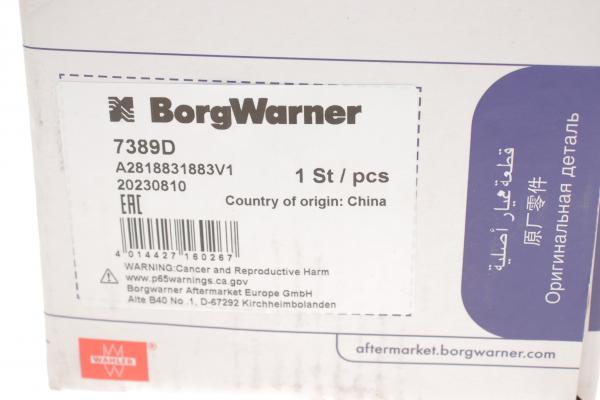 BorgWarner
7389D
A2818831883V1
1 St / pcs
20230810
Country of origin: China
EAC
4 014427 160267
WARNING:Cancer and Reproductive Harm
www.p65warnings.ca.gov
Borgwarner Aftermarket Europe GmbH
Alte B40 No .1, D-67292 Kirchheimbolanden
WAHLER
®
aftermarket.borgwarner.com
قطعة غيار أصلية
原厂零件
Оригинальная деталь